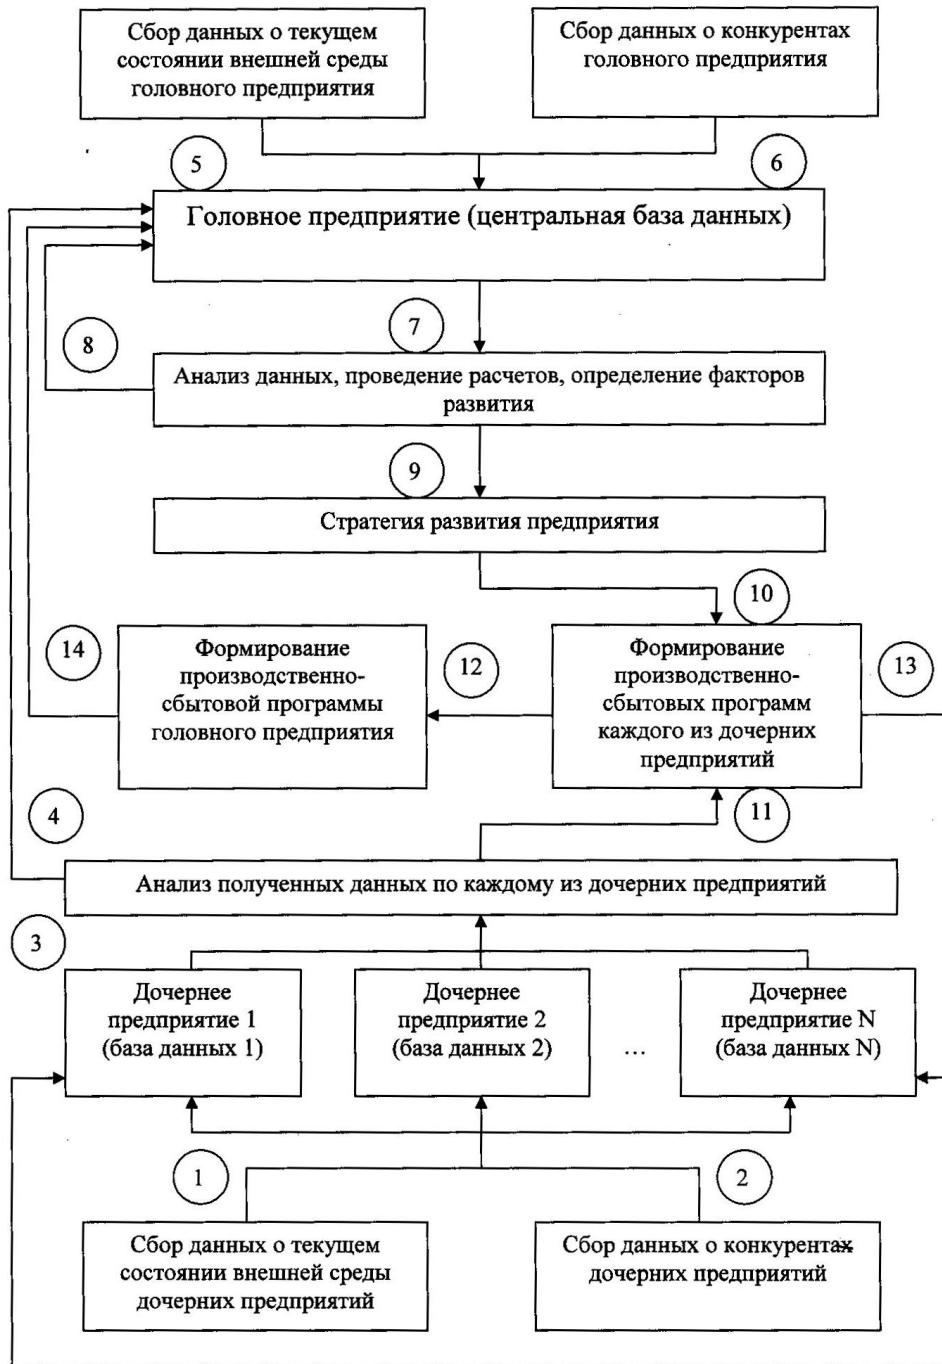 Сбор данных о текущем
состоянии внешней среды
головного предприятия
Сбор данных о конкурентах
головного предприятия
5
6
Головное предприятие (центральная база данных)
7
8
Анализ данных, проведение расчетов, определение факторов
развития
9
Стратегия развития предприятия
10
14
Формирование
производственно-
сбытовой программы
головного предприятия
12
Формирование
производственно-
сбытовых программ
каждого из дочерних
предприятий
13
4
11
Анализ полученных данных по каждому из дочерних предприятий
3
Дочернее
предприятие 1
(база данных 1)
Дочернее
предприятие 2
(база данных 2)
...
Дочернее
предприятие N
(база данных N)
1
2
Сбор данных о текущем
состоянии внешней среды
дочерних предприятий
Сбор данных о конкурентах
дочерних предприятий